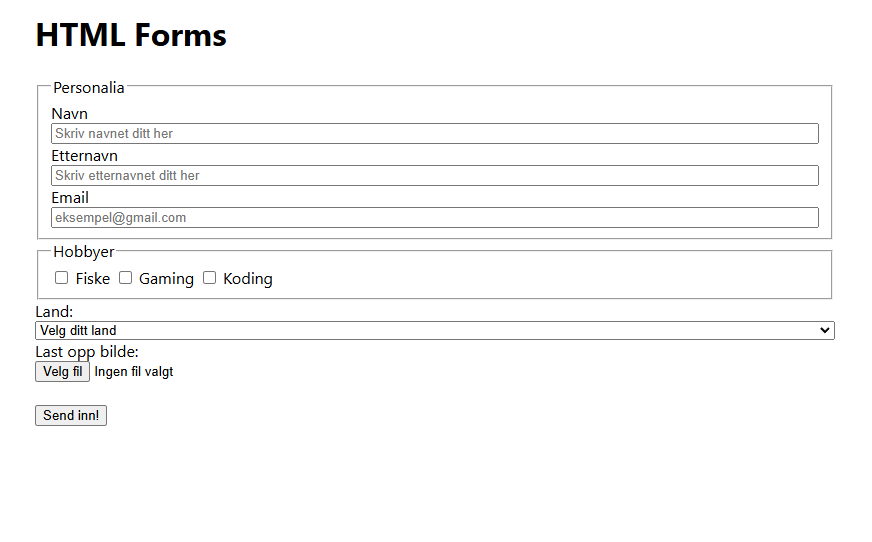 HTML Forms
Personalia
Navn
Skriv navnet ditt her
Etternavn
Skriv etternavnet ditt her
Email
eksempel@gmail.com
Hobbyer
Fiske Gaming Koding
Land:
Velg ditt land
Last opp bilde:
Velg fil Ingen fil valgt
Send inn!